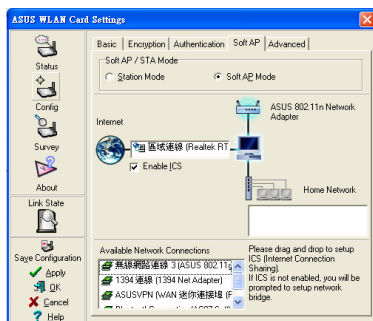 ASUS WLAN Card Settings
Status
Config
Survey
About
Link State
Save Configuration
Apply
OK
Cancel
Help
Basic
Encryption
Authentication
Soft AP
Advanced
Soft AP / STA Mode
Station Mode
Soft AP Mode
Internet
ASUS 802.11n Network
Adapter
區域連線 (Realtek RT
Enable ICS
Home Network
Available Network Connections
無線網路連線 3 (ASUS 802.11g
1394 連線 (1394 Net Adapter)
ASUSVPN (WAN 迷你連接埠 (F
Please drag and drop to setup
ICS (Internet Connection
Sharing).
If ICS is not enabled, you will be
prompted to setup network
bridge.